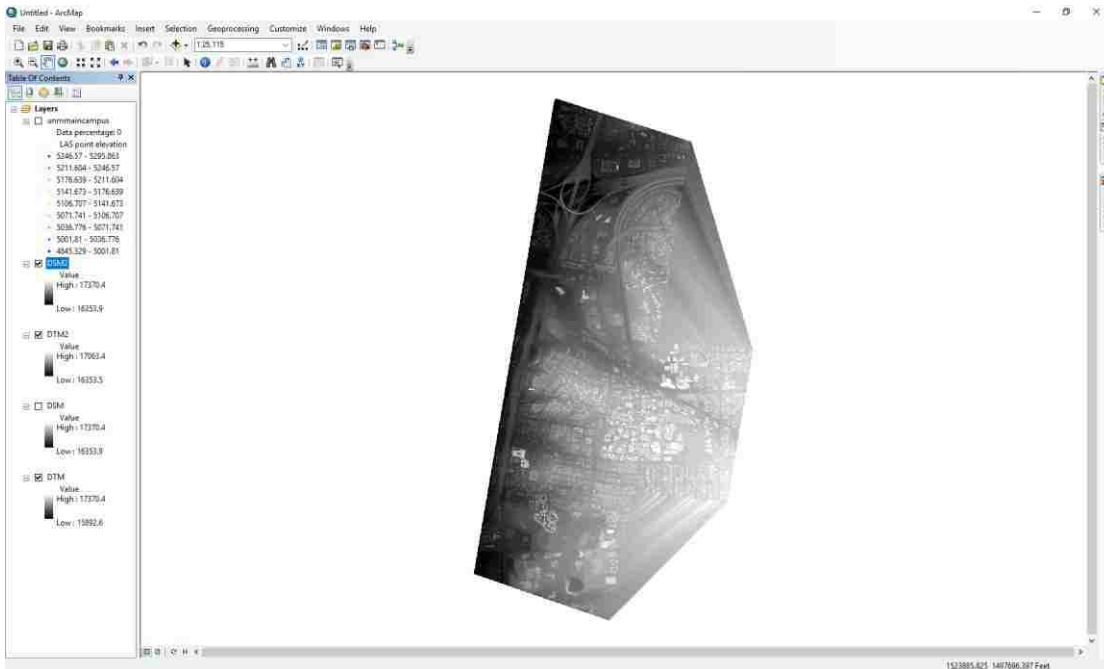 Untitled - ArcMap
File Edit View Bookmarks Insert Selection Geoprocessing Customize Windows Help
1:25,115
Table Of Contents
Layers
unmmaincampus
Data percentage: 0
LAS point elevation
5246.57 - 5295.863
5211.604 - 5246.57
5176.639 - 5211.604
5141.673 - 5176.639
5106.707 - 5141.673
5071.741 - 5106.707
5036.776 - 5071.741
5001.81 - 5036.776
4845.329 - 5001.81
DSM2
Value
High : 17370.4
Low : 16353.9
DTM2
Value
High : 17063.4
Low : 16353.5
DSM
Value
High : 17370.4
Low : 16353.9
DTM
Value
High : 17370.4
Low : 15892.6
1523885.825 1497696.397 Feet